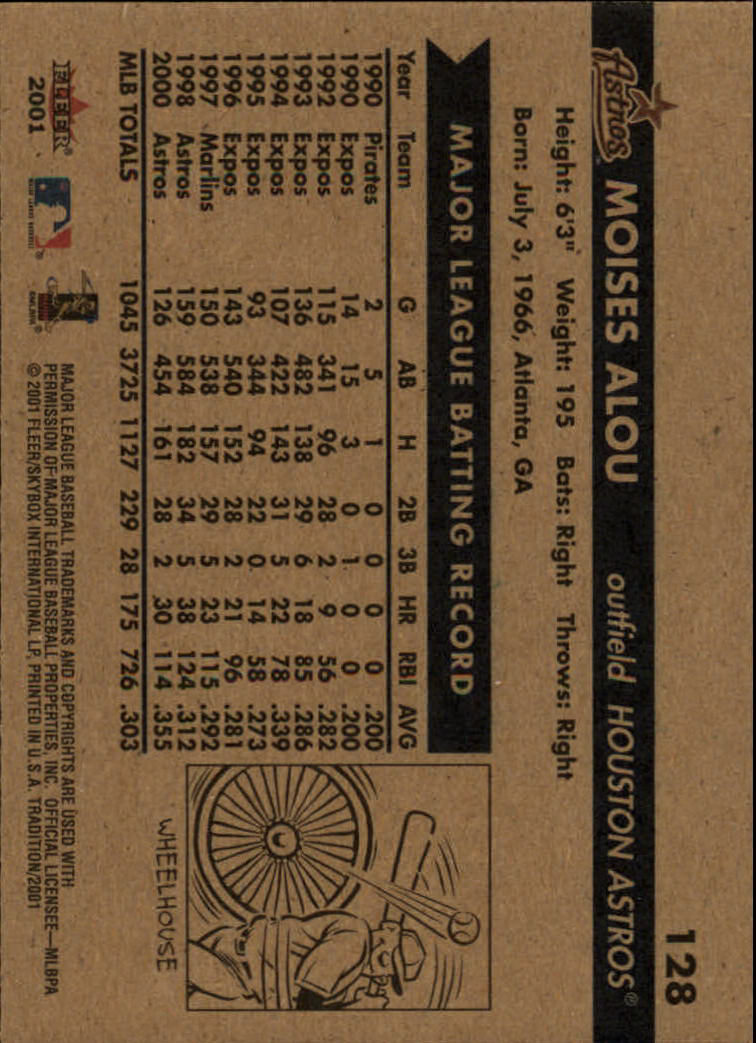 128
Astros MOISES ALOU outfield HOUSTON ASTROS®
Height: 6'3" Weight: 195 Bats: Right Throws: Right
Born: July 3, 1966, Atlanta, GA
MAJOR LEAGUE BATTING RECORD
Year Team G AB H 2B 3B HR RBI AVG
1990 Pirates 2 5 1 0 0 0 0 .200
1990 Expos 14 15 3 0 1 0 0 .200
1992 Expos 115 341 96 28 2 9 56 .282
1993 Expos 136 482 138 29 6 18 85 .286
1994 Expos 107 422 143 31 5 22 78 .339
1995 Expos 93 344 94 22 0 14 58 .273
1996 Expos 143 540 152 28 2 21 96 .281
1997 Marlins 150 538 157 29 5 23 115 .292
1998 Astros 159 584 182 34 5 38 124 .312
2000 Astros 126 454 161 28 2 30 114 .355
MLB TOTALS 1045 3725 1127 229 28 175 726 .303
WHEELHOUSE
FLEER®
2001
MAJOR LEAGUE BASEBALL TRADEMARKS AND COPYRIGHTS ARE USED WITH
PERMISSION OF MAJOR LEAGUE BASEBALL PROPERTIES, INC. OFFICIAL LICENSEE—MLBPA
© 2001 FLEER/SKYBOX INTERNATIONAL LP, PRINTED IN U.S.A. TRADITION/2001